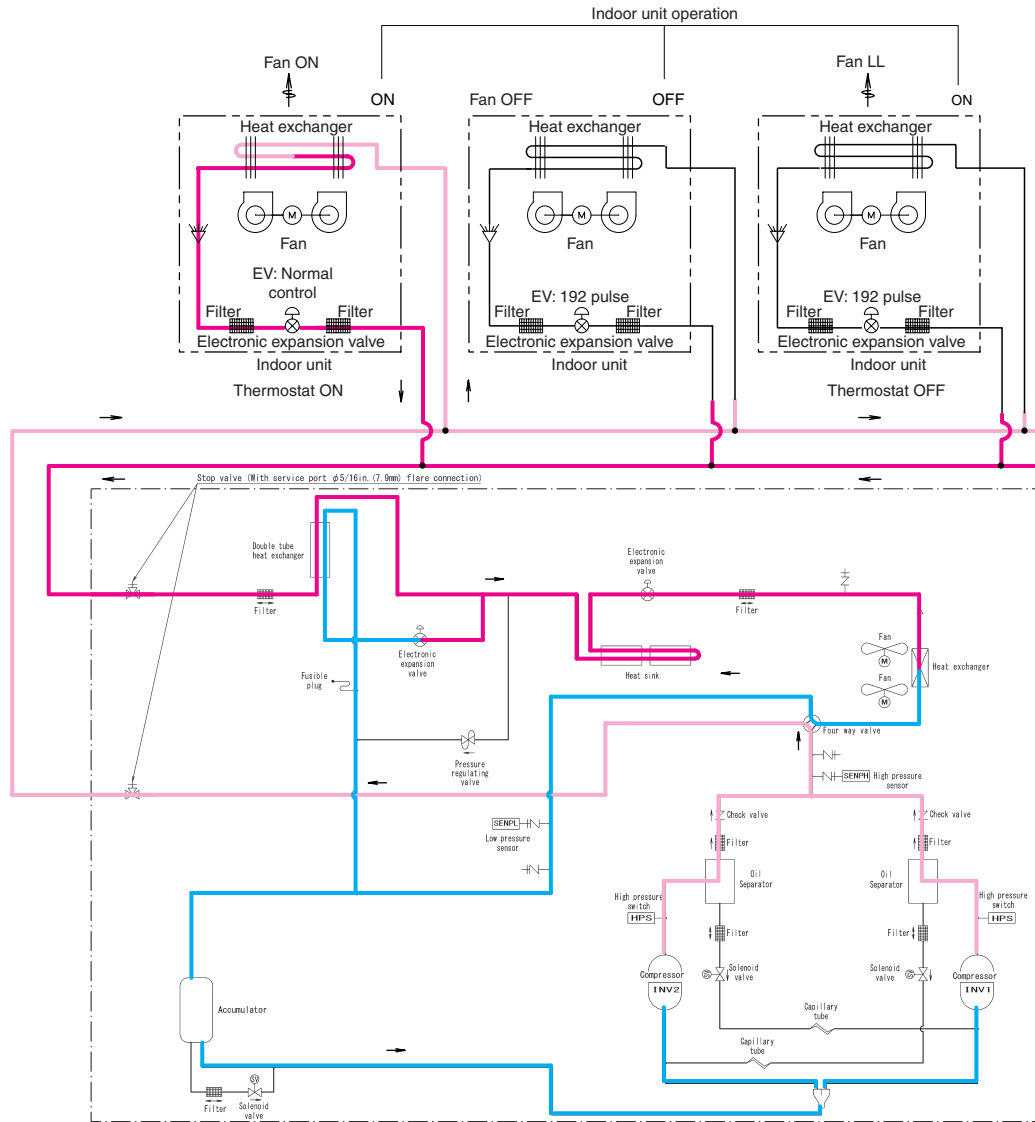 Indoor unit operation
Fan ON
ON
Fan OFF
OFF
Fan LL
ON
Heat exchanger
M
Fan
EV: Normal
control
Filter
Filter
Electronic expansion valve
Indoor unit
Thermostat ON
Heat exchanger
M
Fan
EV: 192 pulse
Filter
Filter
Electronic expansion valve
Indoor unit
Heat exchanger
M
Fan
EV: 192 pulse
Filter
Filter
Electronic expansion valve
Indoor unit
Thermostat OFF
Stop valve (With service port φ5/16in.(7.9mm) flare connection)
Double tube
heat exchanger
Filter
Electronic
expansion
valve
Fusible
plug
Electronic
expansion
valve
Filter
Heat sink
Fan
M
Fan
M
Heat exchanger
Four way valve
Pressure
regulating
valve
SENPH
High pressure
sensor
SENPL
Low pressure
sensor
Check valve
Filter
Oil
Separator
High pressure
switch
HPS
Filter
Solenoid
valve
Compressor
INV2
Check valve
Filter
Oil
Separator
High pressure
switch
HPS
Filter
Solenoid
valve
Compressor
INV1
Capillary
tube
Capillary
tube
Accumulator
SV
Filter
Solenoid
valve